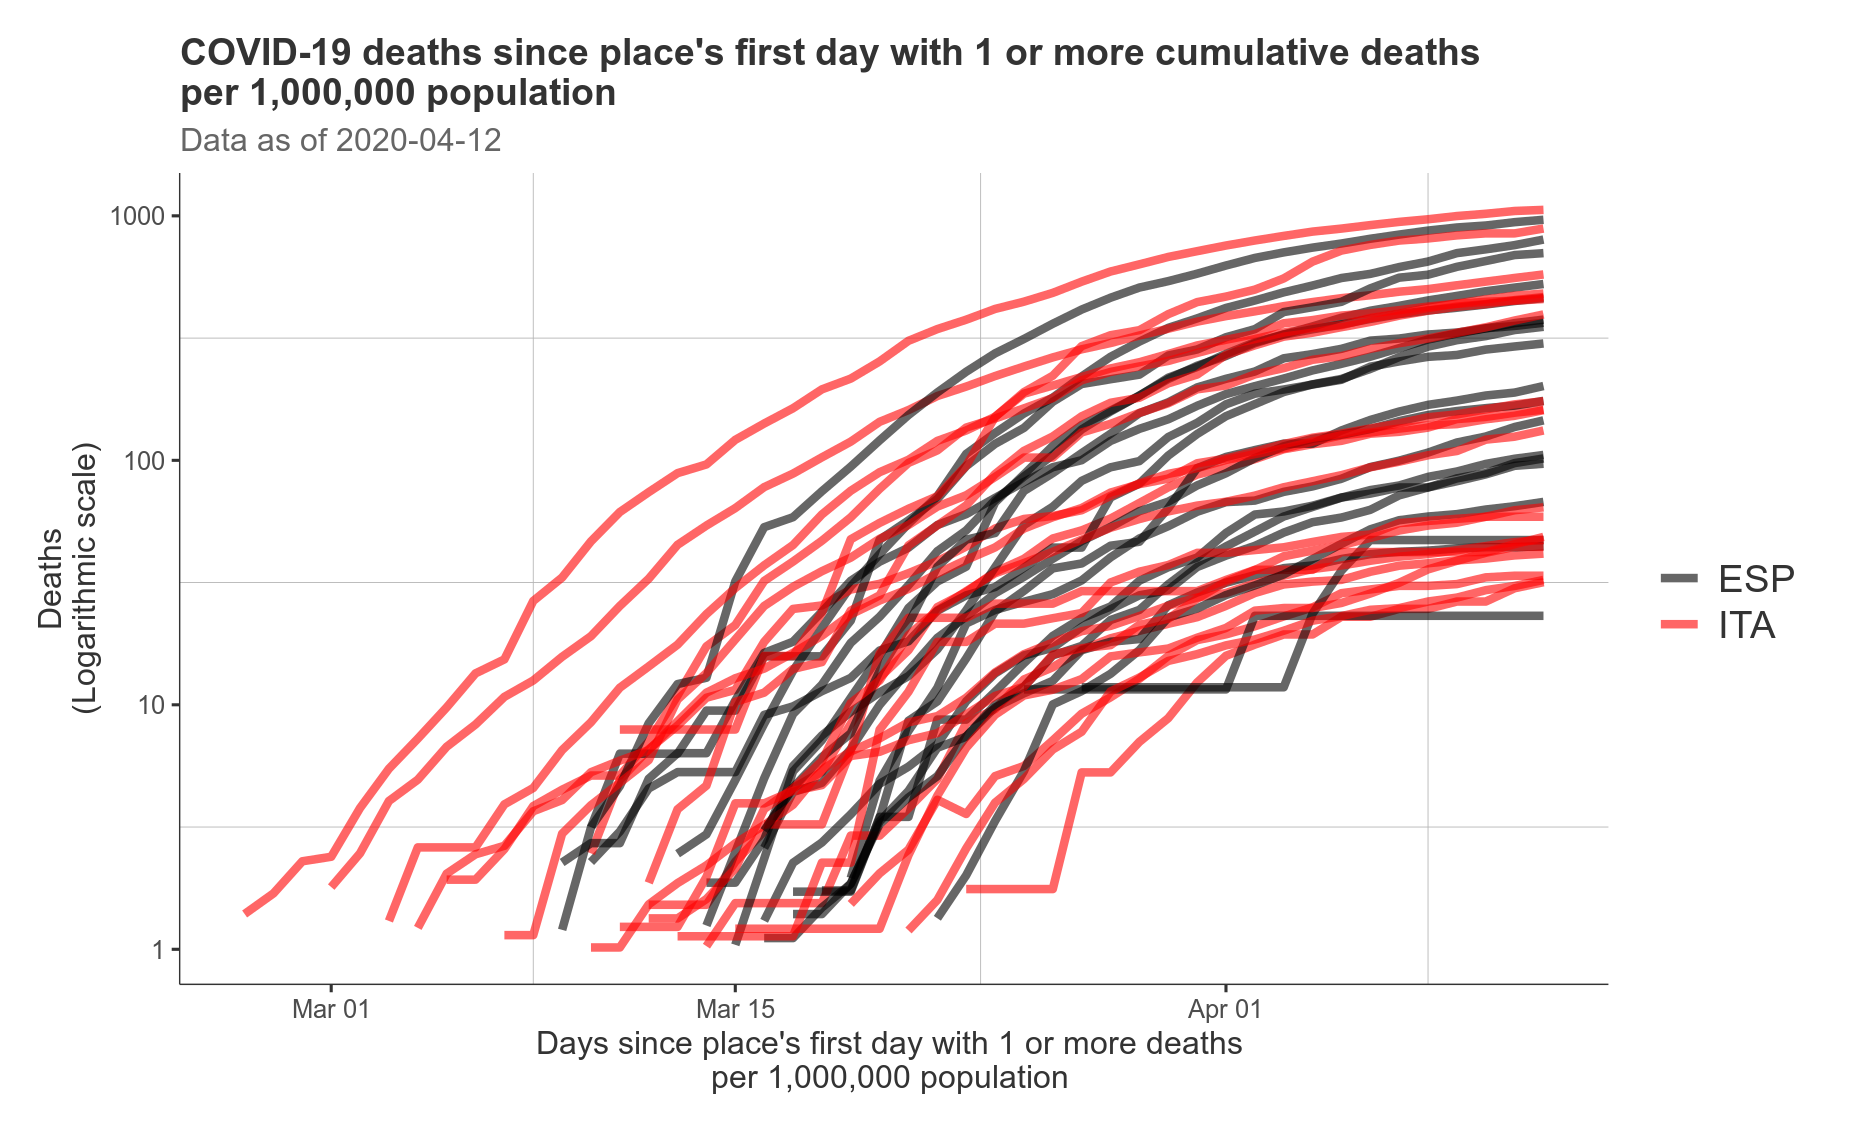 COVID-19 deaths since place's first day with 1 or more cumulative deaths
per 1,000,000 population
Data as of 2020-04-12
Deaths
(Logarithmic scale)
1000
100
10
1
Mar 01
Mar 15
Apr 01
Days since place's first day with 1 or more deaths
per 1,000,000 population
ESP
ITA